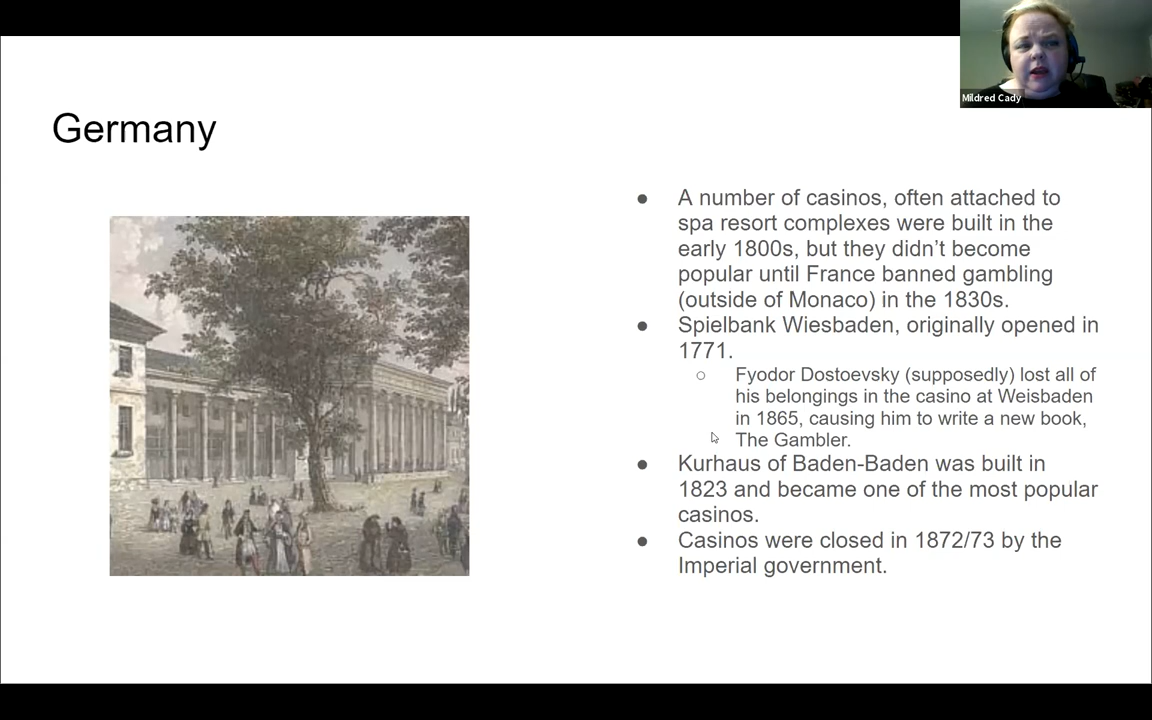 Mildred Cady
Germany
● A number of casinos, often attached to
spa resort complexes were built in the
early 1800s, but they didn’t become
popular until France banned gambling
(outside of Monaco) in the 1830s.
● Spielbank Wiesbaden, originally opened in
1771.
○ Fyodor Dostoevsky (supposedly) lost all of
his belongings in the casino at Weisbaden
in 1865, causing him to write a new book,
The Gambler.
● Kurhaus of Baden-Baden was built in
1823 and became one of the most popular
casinos.
● Casinos were closed in 1872/73 by the
Imperial government.